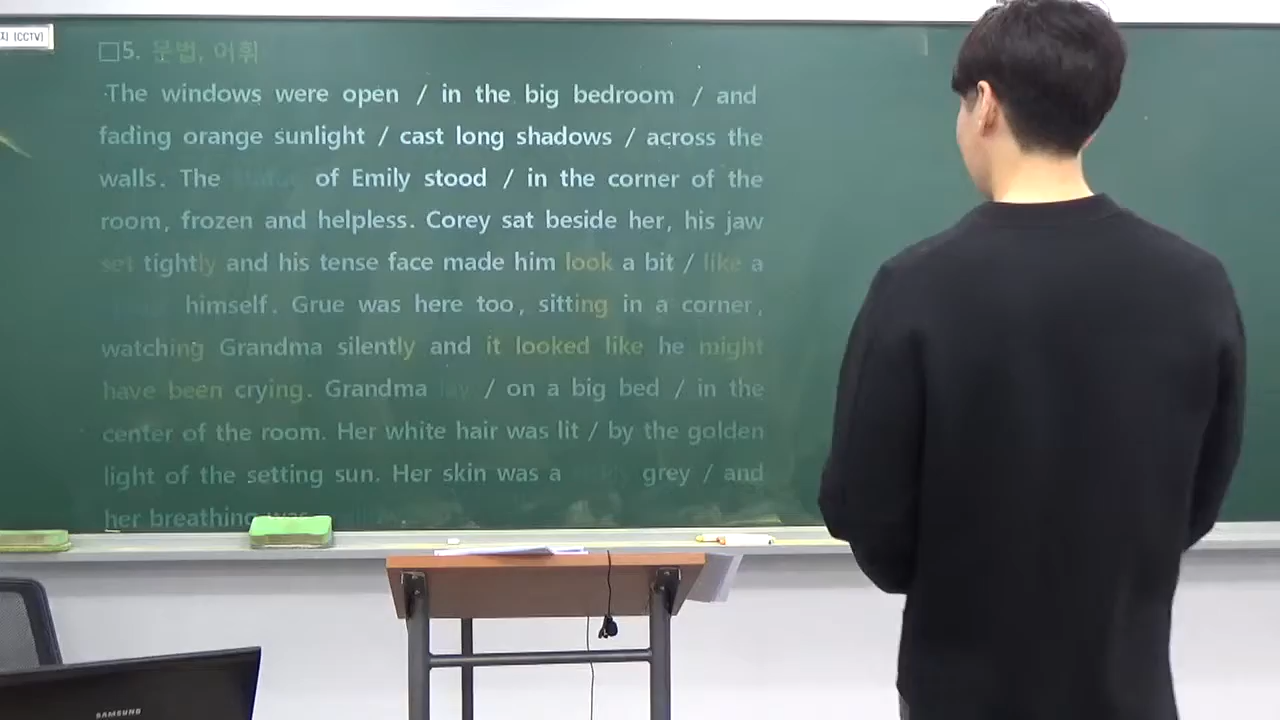 지 (CCTV)
□5. 문법, 어휘
The windows were open / in the big bedroom / and
fading orange sunlight / cast long shadows / across the
walls. The of Emily stood / in the corner of the
room, frozen and helpless. Corey sat beside her, his jaw
set tightly and his tense face made him look a bit / like a
himself. Grue was here too, sitting in a corner,
watching Grandma silently and it looked like he might
have been crying. Grandma lay / on a big bed / in the
center of the room. Her white hair was lit / by the golden
light of the setting sun. Her skin was a grey / and
her breathing was
SAMSUNG